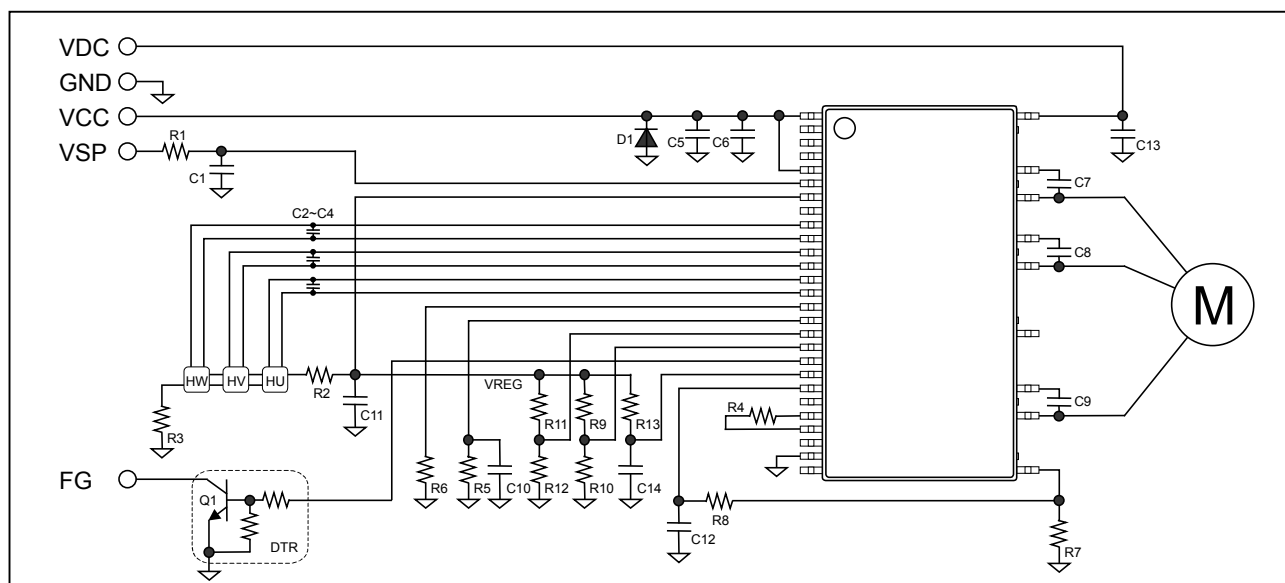 VDC
GND
VCC
VSP
R1
C1
D1
C5
C6
C13
C7
C2~C4
C8
M
HW
HV
HU
R2
VREG
C11
R11
R9
R13
R4
C9
R3
FG
Q1
DTR
R6
R5
C10
R12
R10
C14
R8
C12
R7